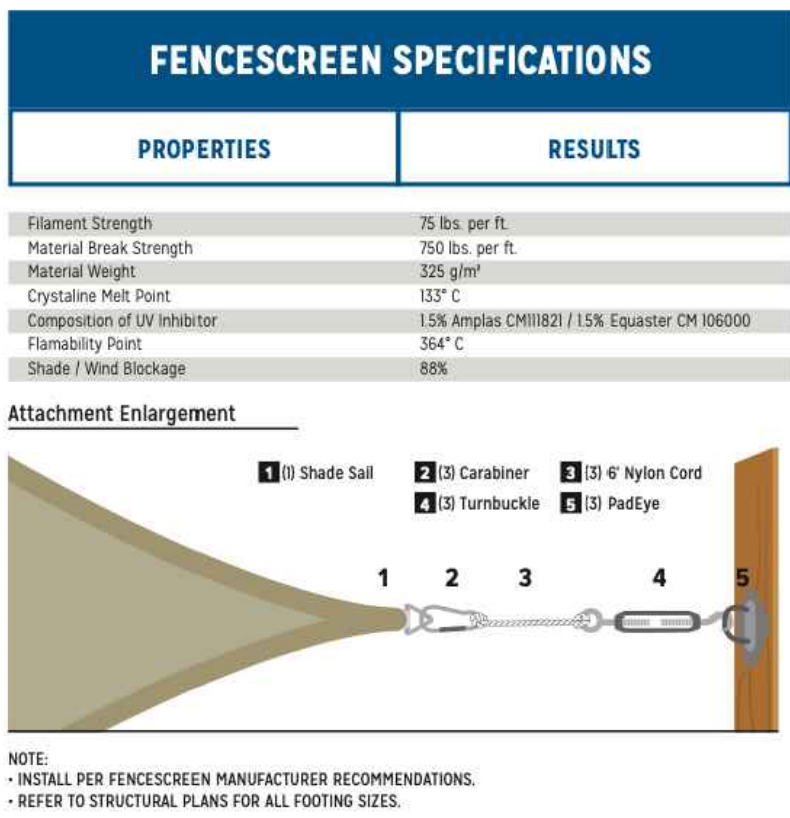 FENCESCREEN SPECIFICATIONS
PROPERTIES RESULTS
Filament Strength 75 lbs. per ft.
Material Break Strength 750 lbs. per ft.
Material Weight 325 g/m²
Crystaline Melt Point 133° C
Composition of UV Inhibitor 1.5% Amplas CM111821 / 1.5% Equaster CM 106000
Flamability Point 364° C
Shade / Wind Blockage 88%
Attachment Enlargement
1 (1) Shade Sail 2 (3) Carabiner 3 (3) 6' Nylon Cord
4 (3) Turnbuckle 5 (3) PadEye
1 2 3 4 5
NOTE:
• INSTALL PER FENCESCREEN MANUFACTURER RECOMMENDATIONS.
• REFER TO STRUCTURAL PLANS FOR ALL FOOTING SIZES.